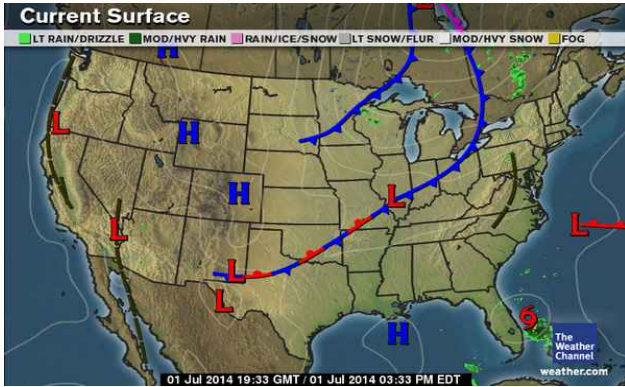 Current Surface
LT RAIN/DRIZZLE MOD/HVY RAIN RAIN/ICE/SNOW LT SNOW/FLUR MOD/HVY SNOW FOG
L
H
L
H
H
L
L
L
L
L
H
The
Weather
Channel
weather.com
01 Jul 2014 19:33 GMT / 01 Jul 2014 03:33 PM EDT